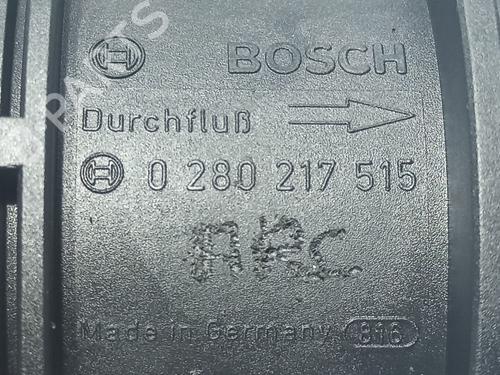 BOSCH
Durchfluß
0 280 217 515
Made in Germany 816